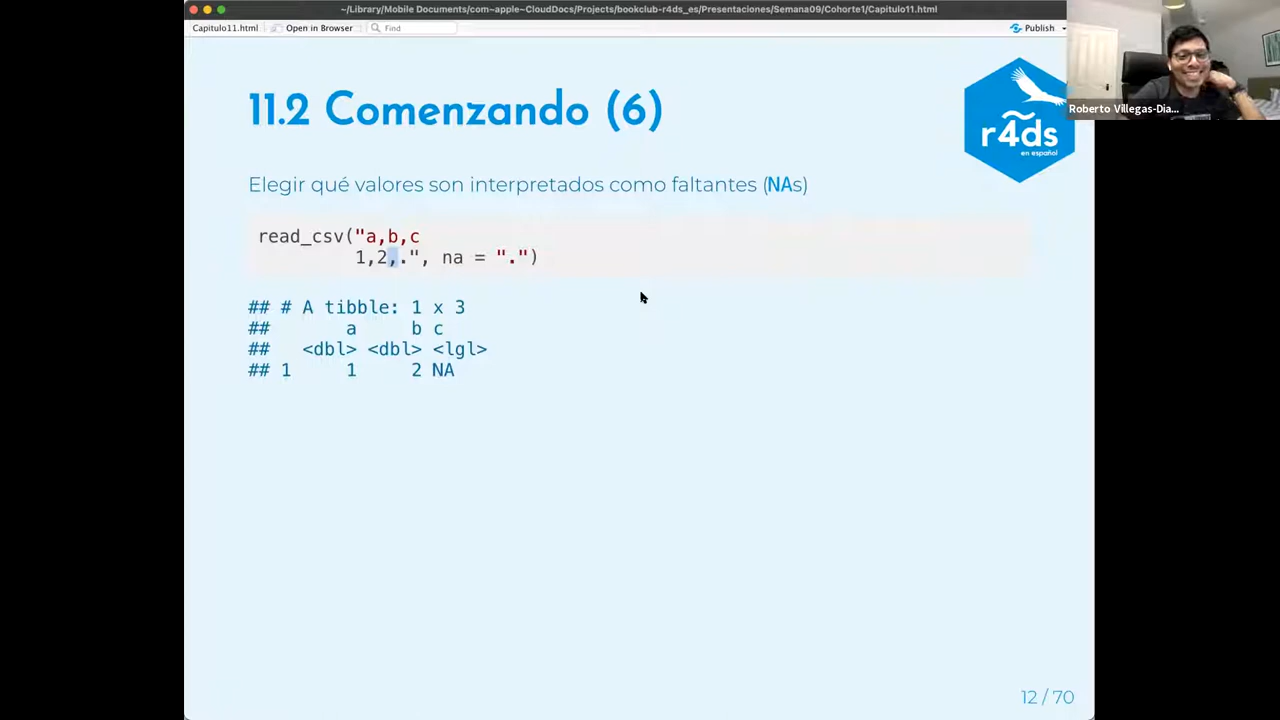 ~/Library/Mobile Documents/com~apple~CloudDocs/Projects/bookclub-r4ds_es/Presentaciones/Semana09/Cohorte1/Capitulo11.html
Capitulo11.html
Open in Browser
Find
Publish
Roberto Villegas-Dia...
11.2 Comenzando (6)
r4ds
en español
Elegir qué valores son interpretados como faltantes (NAs)
read_csv("a,b,c
1,2,.", na = ".")
## # A tibble: 1 x 3
##       a     b c
##   <dbl> <dbl> <lgl>
## 1     1     2 NA
12 / 70